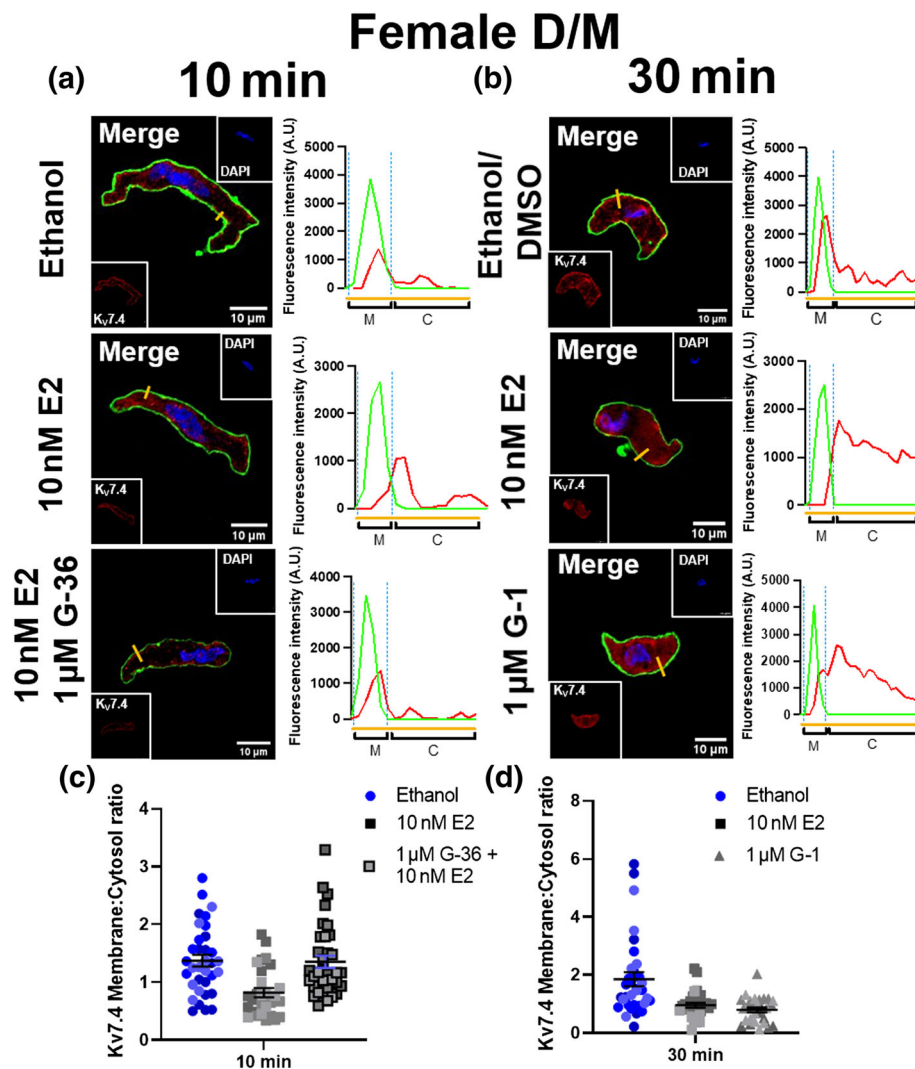 Female D/M
(a)
10 min
(b)
30 min
Ethanol
Merge
DAPI
Kv7.4
10 µm
Fluorescence intensity (A.U.)
5000
4000
3000
2000
1000
0
M
C
Ethanol/
DMSO
Merge
DAPI
Kv7.4
10 µm
Fluorescence intensity (A.U.)
5000
4000
3000
2000
1000
0
M
C
10 nM E2
Merge
DAPI
Kv7.4
10 µm
Fluorescence intensity (A.U.)
3000
2000
1000
0
M
C
10 nM E2
Merge
DAPI
Kv7.4
10 µm
Fluorescence intensity (A.U.)
3000
2000
1000
0
M
C
10 nM E2
1 µM G-36
Merge
DAPI
Kv7.4
10 µm
Fluorescence intensity (A.U.)
4000
3000
2000
1000
0
M
C
1 µM G-1
Merge
DAPI
Kv7.4
10 µm
Fluorescence intensity (A.U.)
5000
4000
3000
2000
1000
0
M
C
(c)
Ethanol
10 nM E2
1 µM G-36 +
10 nM E2
Kv7.4 Membrane:Cytosol ratio
4
3
2
1
0
10 min
(d)
Ethanol
10 nM E2
1 µM G-1
Kv7.4 Membrane:Cytosol ratio
8
6
4
2
0
30 min